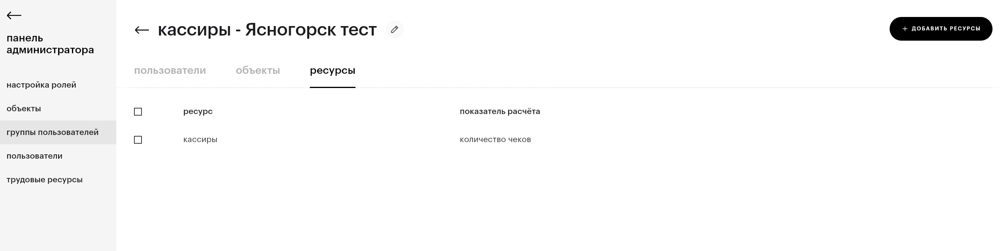 панель
администратора
настройка ролей
объекты
группы пользователей
пользователи
трудовые ресурсы
кассиры - Ясногорск тест
ДОБАВИТЬ РЕСУРСЫ
пользователи
объекты
ресурсы
ресурс
показатель расчёта
кассиры
количество чеков